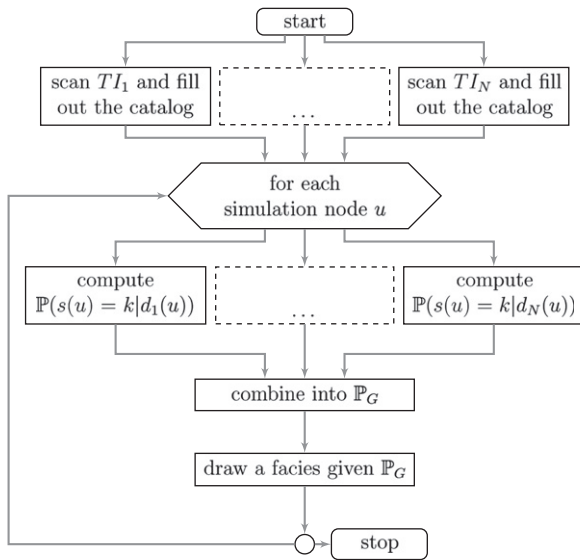 start
scan TI₁ and fill
out the catalog
...
scan TI_N and fill
out the catalog
for each
simulation node u
compute
ℙ(s(u) = k|d₁(u))
...
compute
ℙ(s(u) = k|d_N(u))
combine into ℙ_G
draw a facies given ℙ_G
stop